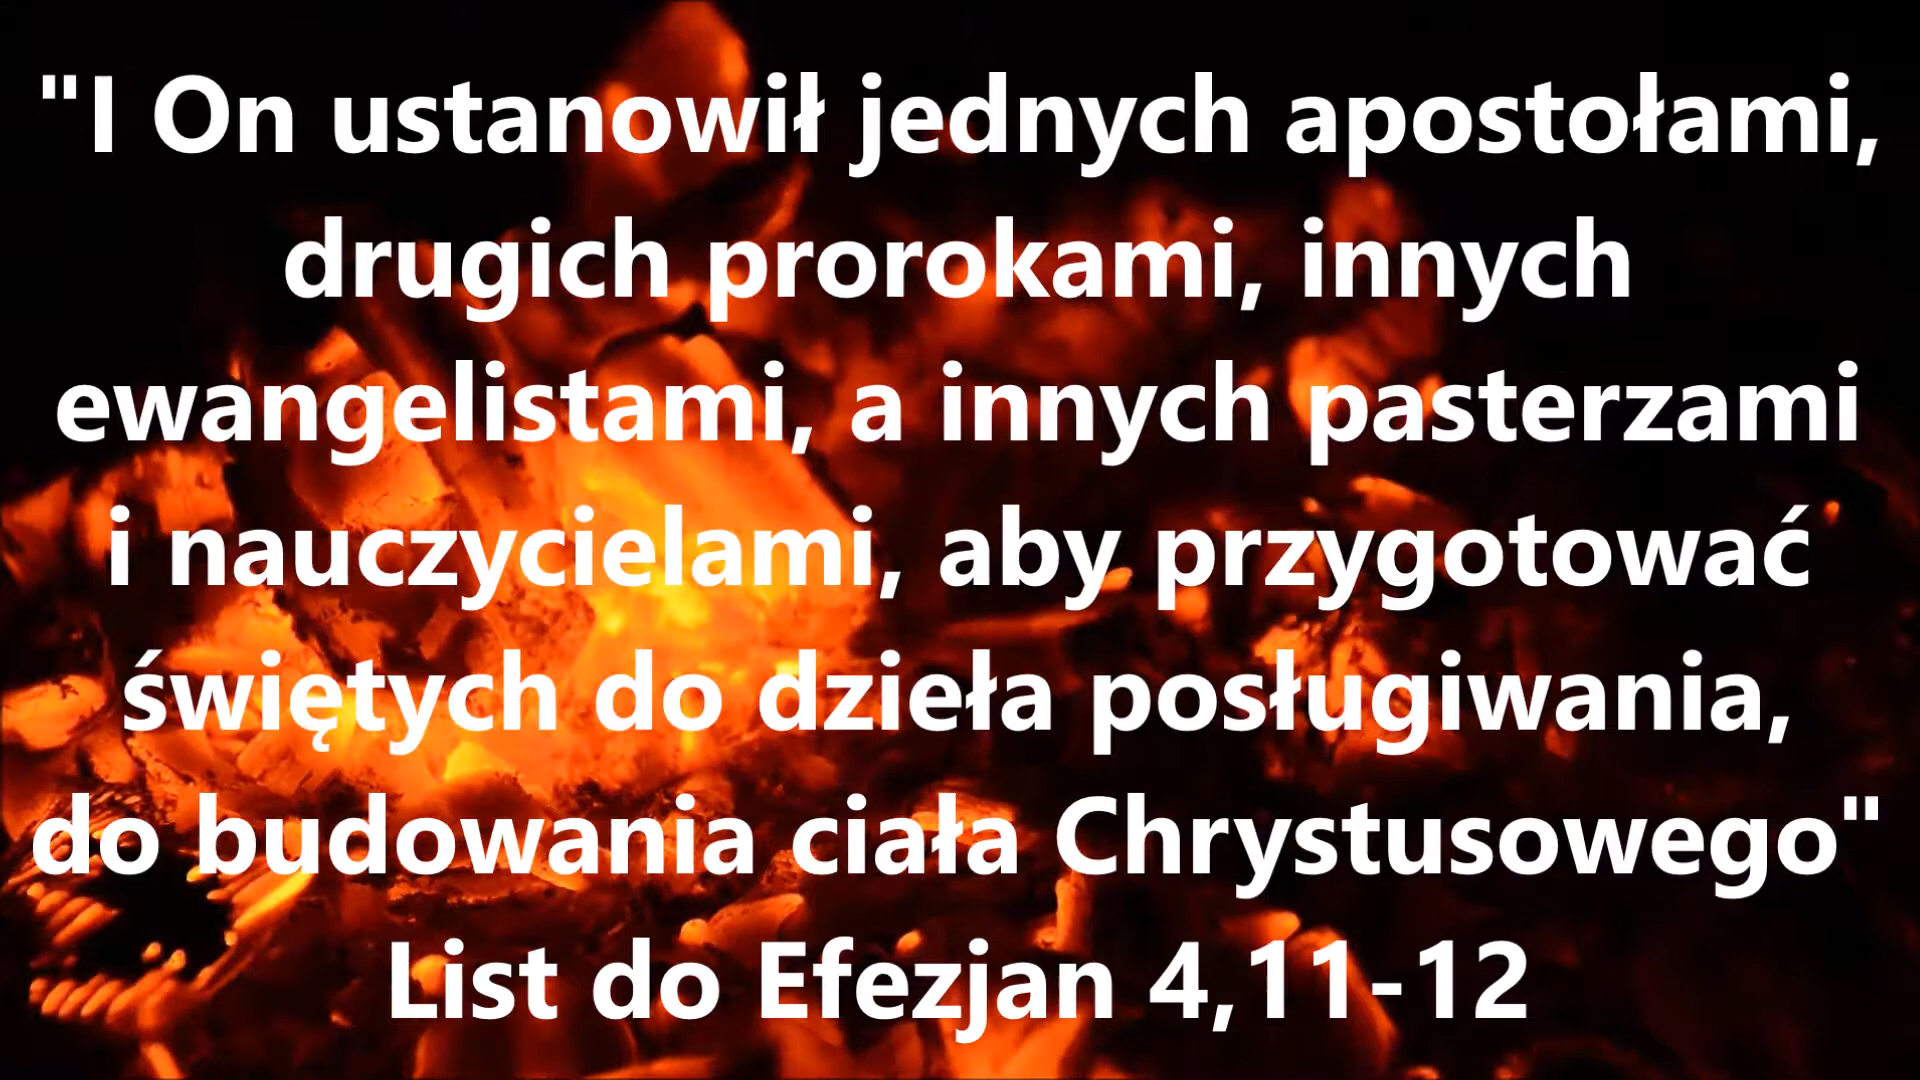 "I On ustanowił jednych apostołami,
drugich prorokami, innych
ewangelistami, a innych pasterzami
i nauczycielami, aby przygotować
świętych do dzieła posługiwania,
do budowania ciała Chrystusowego"
List do Efezjan 4,11-12